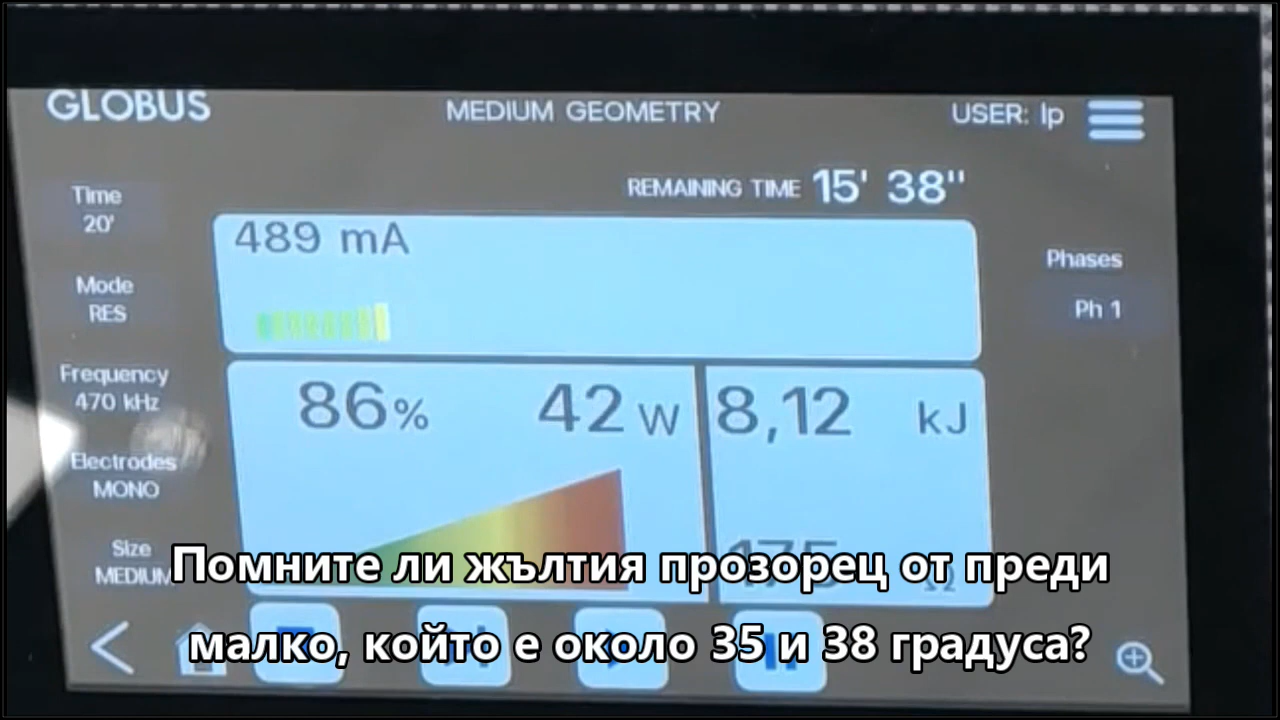 GLOBUS
MEDIUM GEOMETRY
USER: lp
REMAINING TIME 15' 38"
Time
20'
489 mA
Phases
Ph 1
Mode
RES
Frequency
470 kHz
86% 42 W
8,12 kJ
Electrodes
MONO
Size
MEDIUM
Помните ли жълтия прозорец от преди
малко, който е около 35 и 38 градуса?